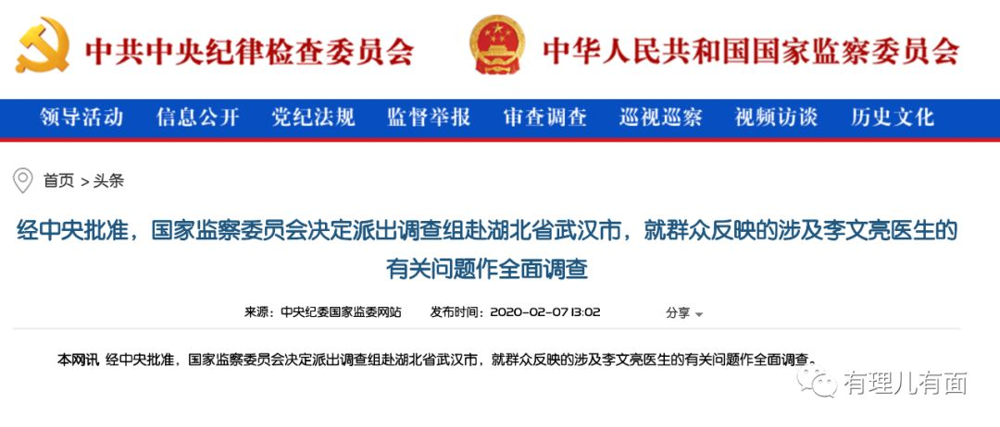 中共中央纪律检查委员会 中华人民共和国国家监察委员会
领导活动 信息公开 党纪法规 监督举报 审查调查 巡视巡察 视频访谈 历史文化
首页 > 头条
经中央批准，国家监察委员会决定派出调查组赴湖北省武汉市，就群众反映的涉及李文亮医生的
有关问题作全面调查
来源：中央纪委国家监委网站 发布时间：2020-02-07 13:02 分享
本网讯 经中央批准，国家监察委员会决定派出调查组赴湖北省武汉市，就群众反映的涉及李文亮医生的有关问题作全面调查。
有理儿有面